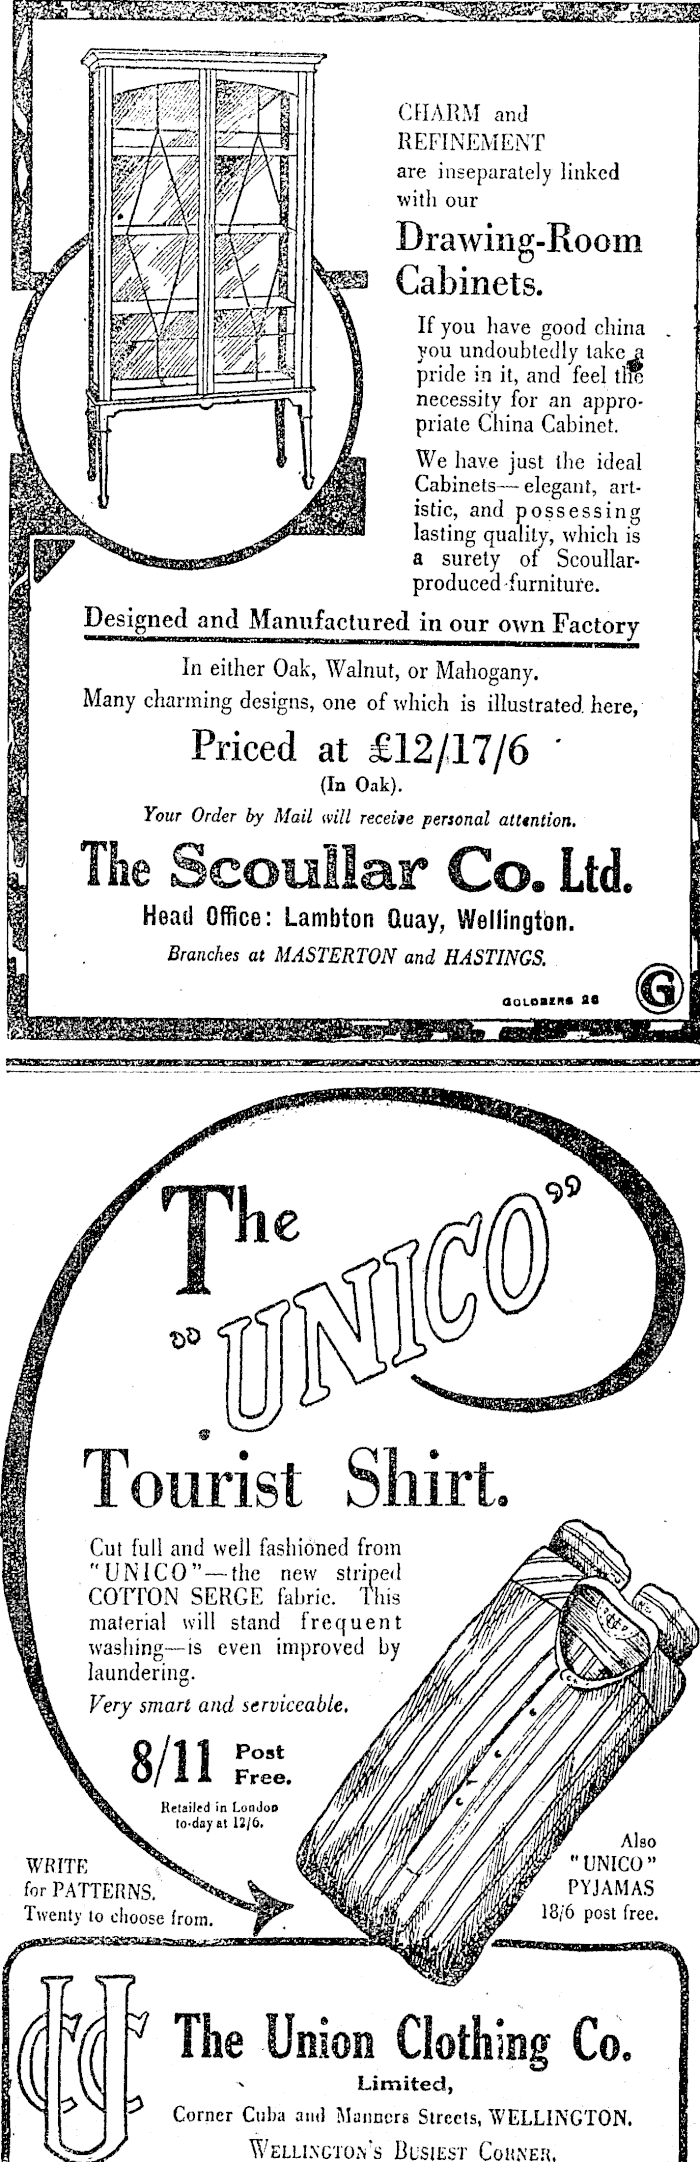 CHARM and
REFINEMENT
are inseparately linked
with our
Drawing-Room
Cabinets.
If you have good china
you undoubtedly take a
pride in it, and feel the
necessity for an appro-
priate China Cabinet.
We have just the ideal
Cabinets—elegant, art-
istic, and possessing
lasting quality, which is
a surety of Scoullar-
produced furniture.
Designed and Manufactured in our own Factory
In either Oak, Walnut, or Mahogany.
Many charming designs, one of which is illustrated here,
Priced at £12/17/6
(In Oak).
Your Order by Mail will receive personal attention.
The Scoullar Co. Ltd.
Head Office: Lambton Quay, Wellington.
Branches at MASTERTON and HASTINGS.
GOLDBERG 26
G
The
"UNICO"
Tourist Shirt.
Cut full and well fashioned from
"UNICO"—the new striped
COTTON SERGE fabric. This
material will stand frequent
washing—is even improved by
laundering.
Very smart and serviceable.
8/11 Post
Free.
Retailed in London
to-day at 12/6.
WRITE
for PATTERNS.
Twenty to choose from.
Also
"UNICO"
PYJAMAS
18/6 post free.
UCC
The Union Clothing Co.
Limited,
Corner Cuba and Manners Streets, WELLINGTON.
WELLINGTON'S BUSIEST CORNER.